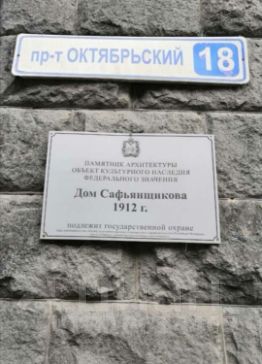 пр-т ОКТЯБРЬСКИЙ 18
ПАМЯТНИК АРХИТЕКТУРЫ
ОБЪЕКТ КУЛЬТУРНОГО НАСЛЕДИЯ
ФЕДЕРАЛЬНОГО ЗНАЧЕНИЯ
Дом Сафьянщикова
1912 г.
подлежит государственной охране